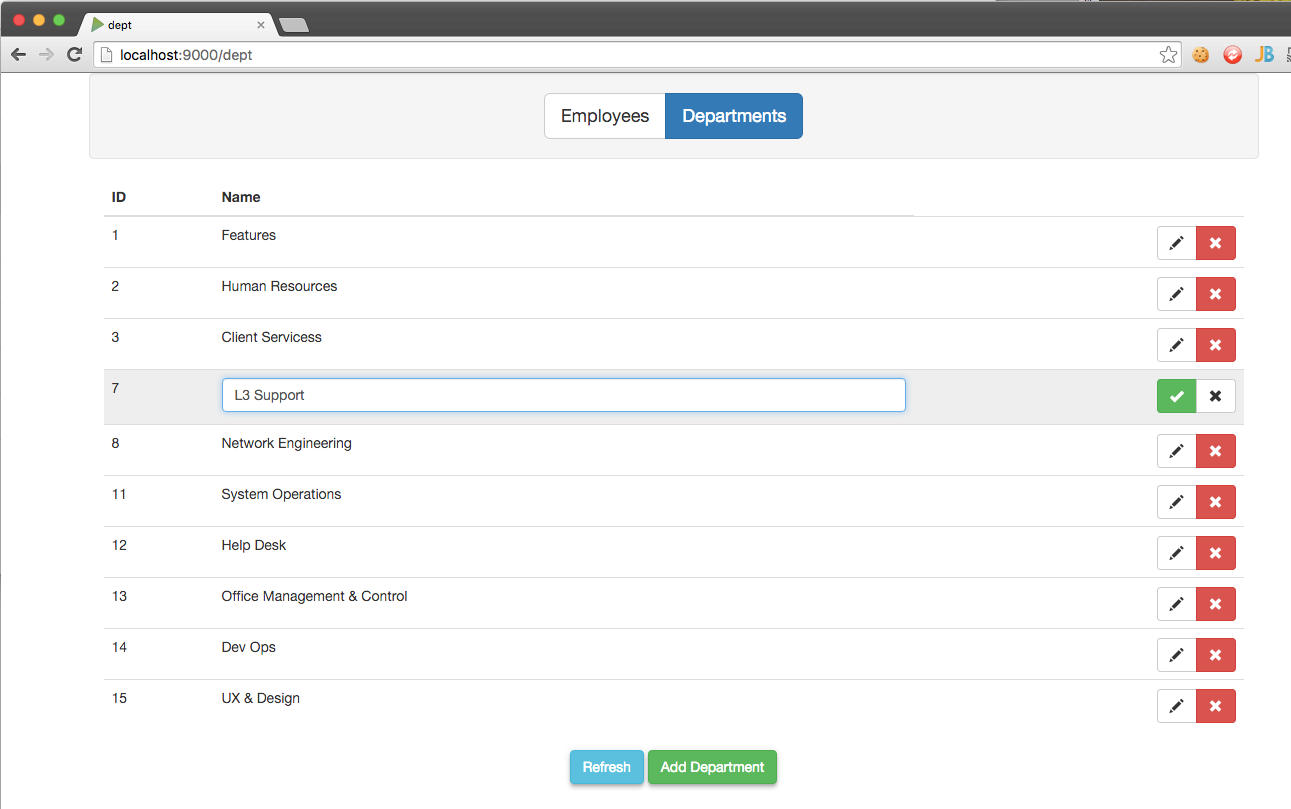 dept
localhost:9000/dept
JB
Employees Departments
ID Name
1 Features
2 Human Resources
3 Client Servicess
7 L3 Support
8 Network Engineering
11 System Operations
12 Help Desk
13 Office Management & Control
14 Dev Ops
15 UX & Design
Refresh Add Department